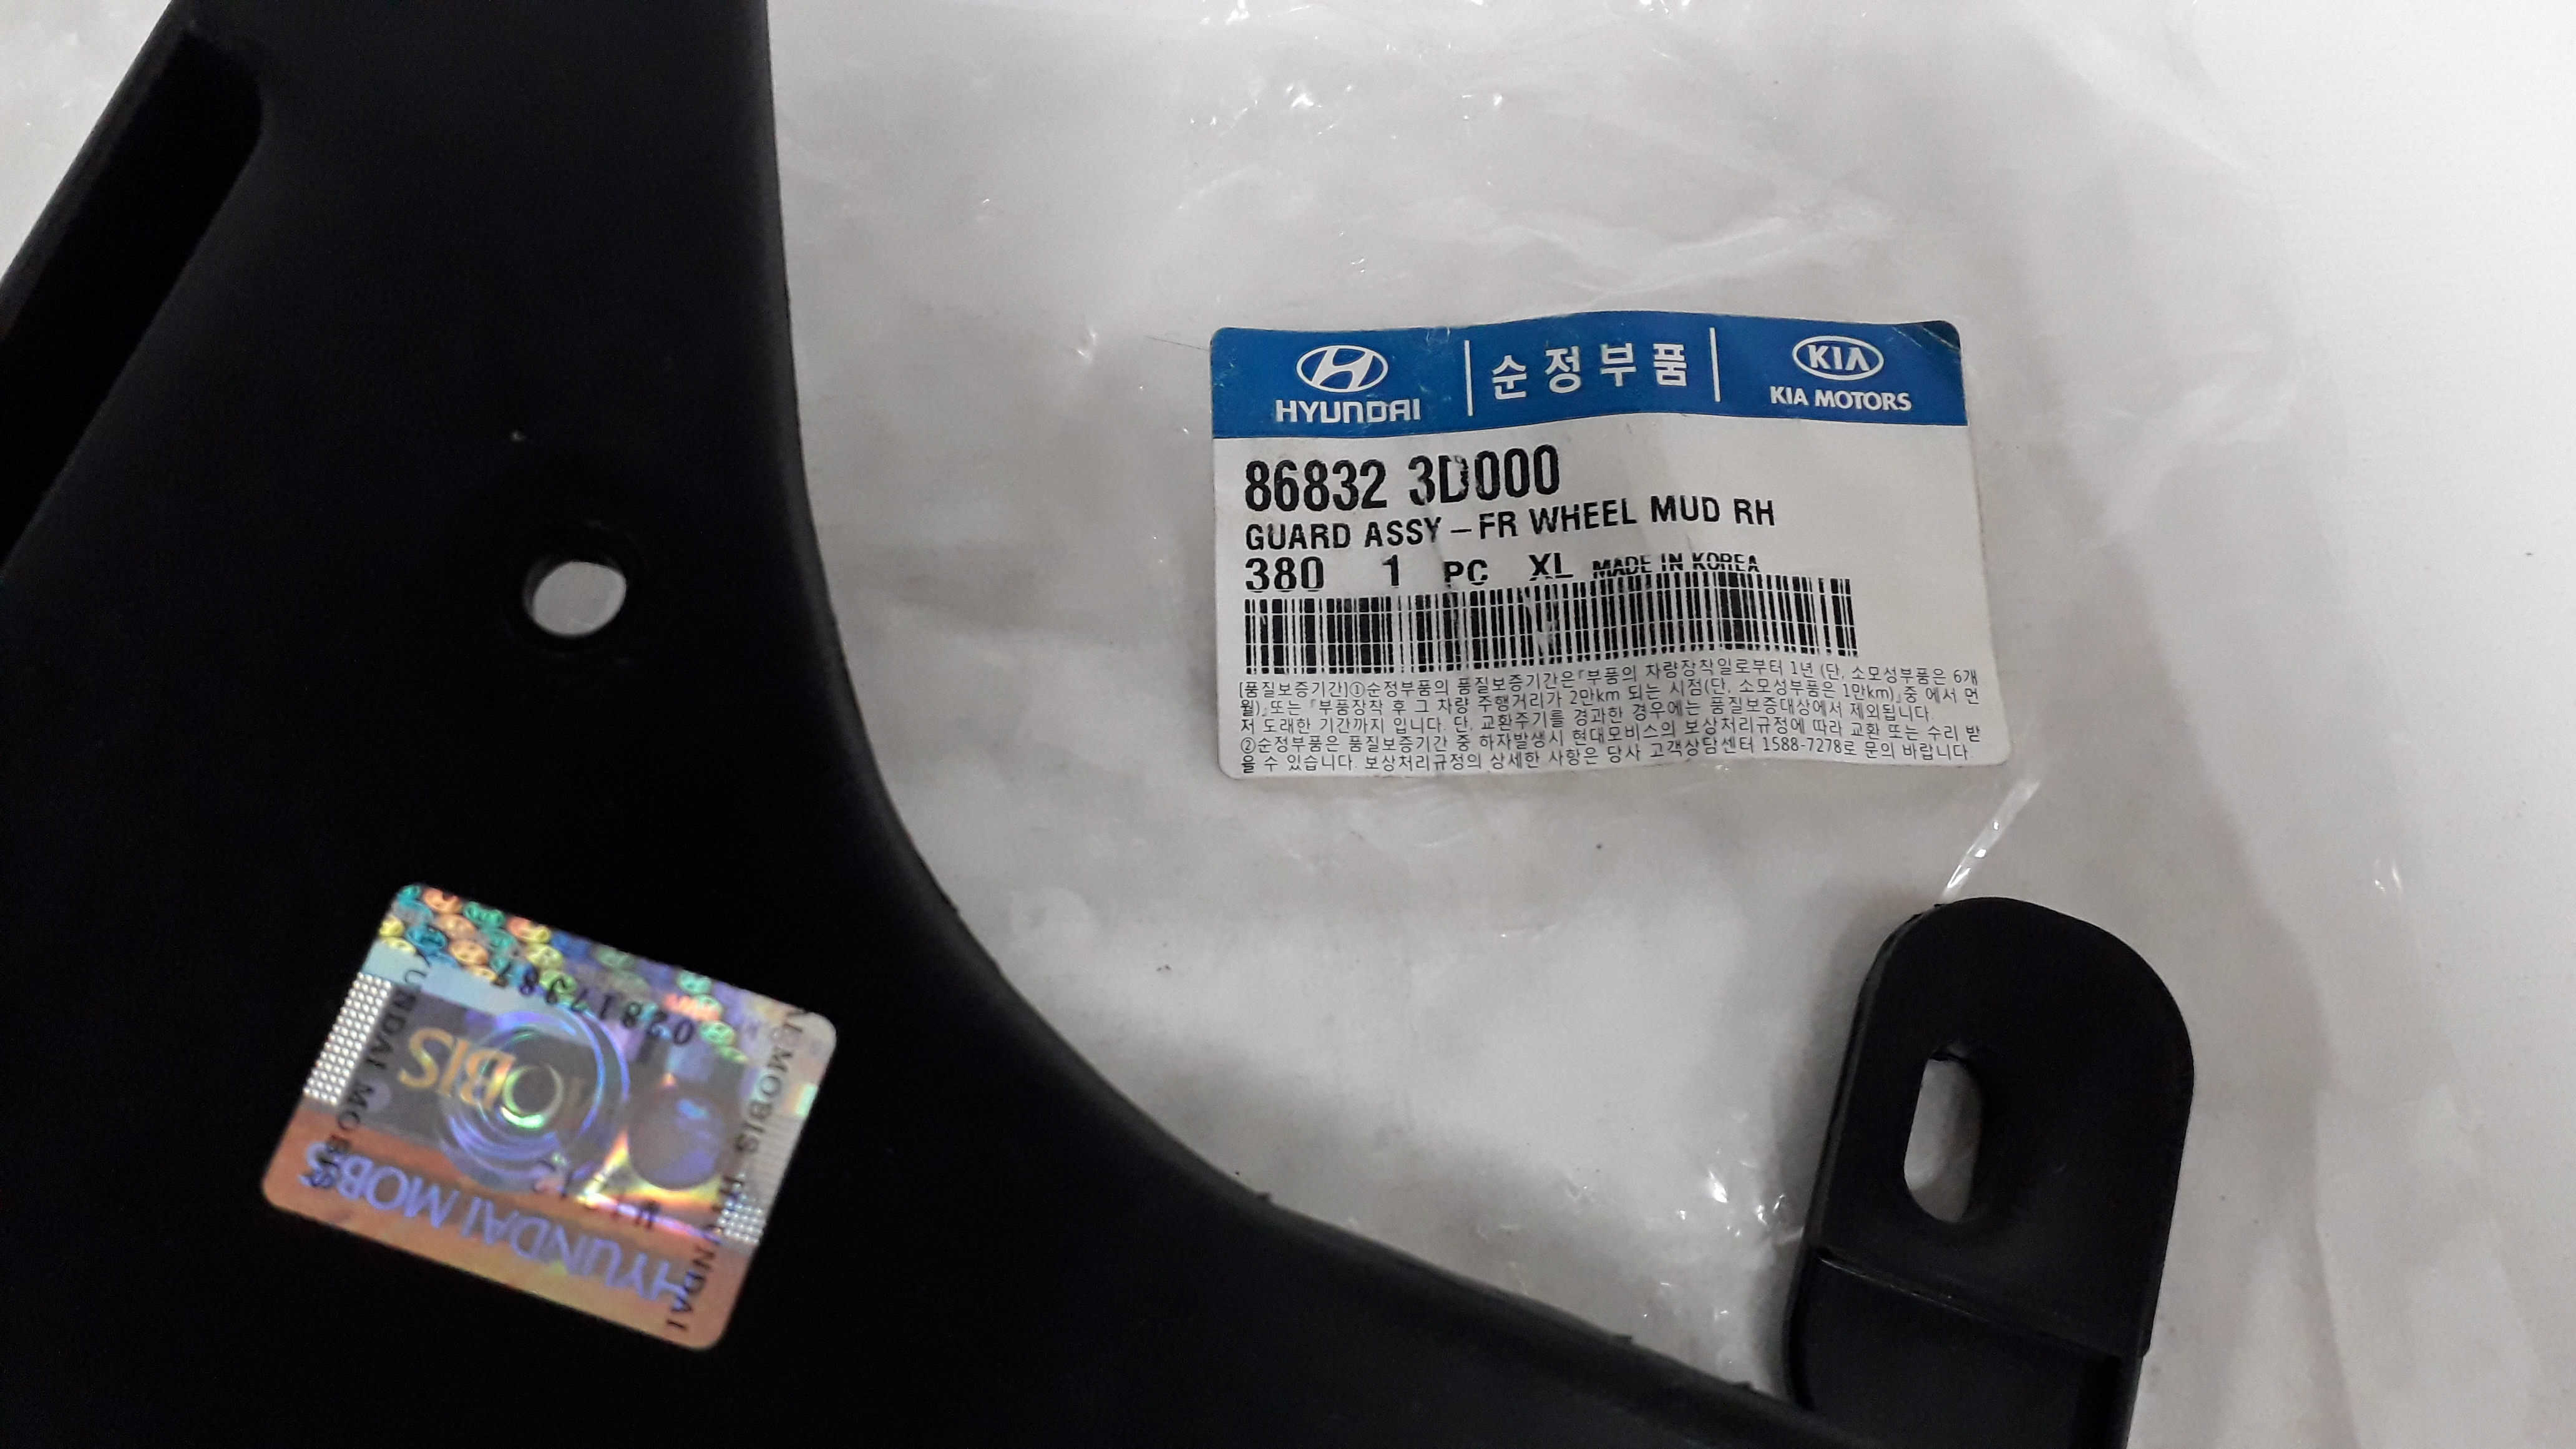 HYUNDAI 순정부품 KIA
KIA MOTORS
86832 3D000
GUARD ASSY – FR WHEEL MUD RH
380 1 PC XL MADE IN KOREA
[품질보증기간]①순정부품의 품질보증기간은「부품의 차량장착일로부터 1년 (단, 소모성부품은 6개
월)」또는 「부품장착 후 그 차량 주행거리가 2만km 되는 시점(단, 소모성부품은 1만km)」중 에서 먼
저 도래한 기간까지 입니다. 단, 교환주기를 경과한 경우에는 품질보증대상에서 제외됩니다.
②순정부품은 품질보증기간 중 하자발생시 현대모비스의 보상처리규정에 따라 교환 또는 수리 받
을 수 있습니다. 보상처리규정의 상세한 사항은 당사 고객상담센터 1588-7278로 문의 바랍니다.
MOBIS
HYUNDAI MOBIS